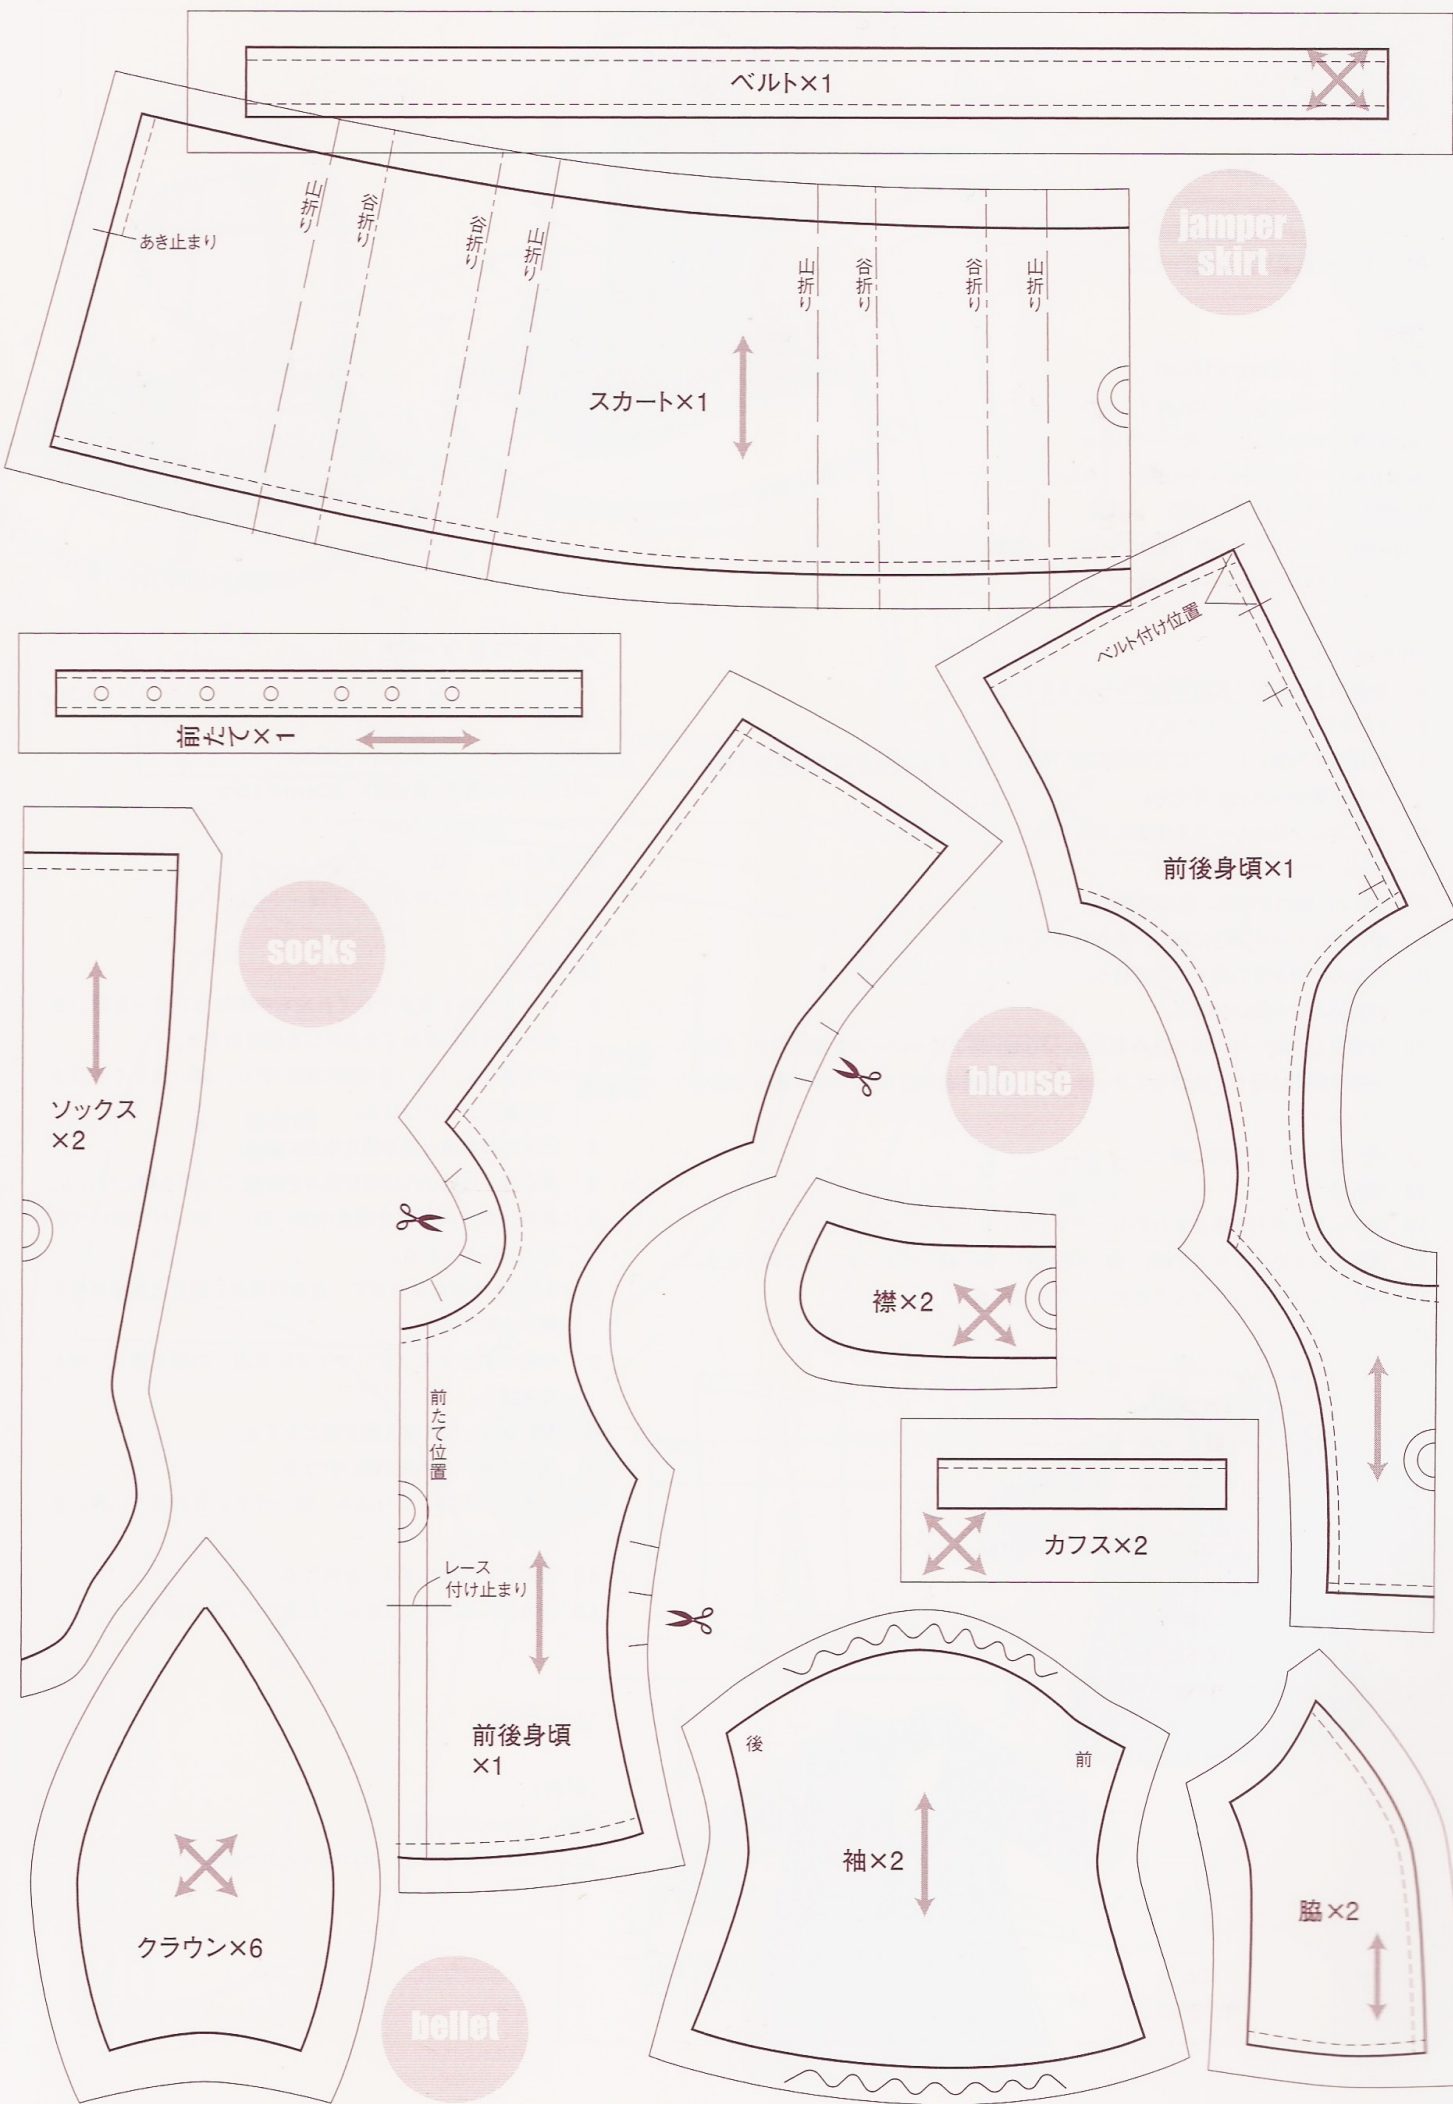 ベルト×1
あき止まり
山折り
谷折り
谷折り
山折り
山折り
谷折り
谷折り
山折り
jamper
skirt
スカート×1
ベルト付け位置
前たて×1
前後身頃×1
socks
ソックス
×2
blouse
襟×2
前たて位置
カフス×2
レース
付け止まり
前後身頃
×1
後
前
袖×2
脇×2
クラウン×6
bellet